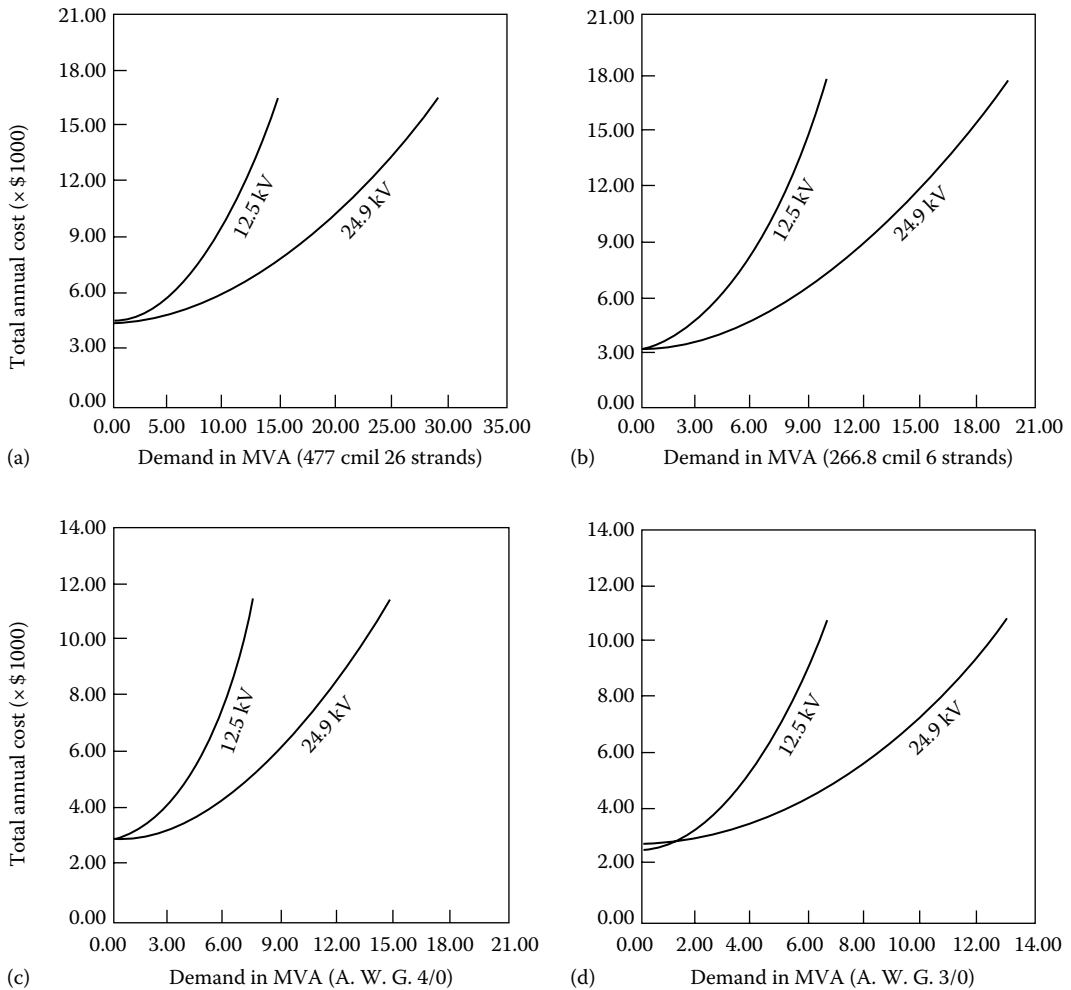 Total annual cost (× $ 1000)
21.00
18.00
15.00
12.00
9.00
6.00
3.00
0.00
12.5 kV
24.9 kV
0.00 5.00 10.00 15.00 20.00 25.00 30.00 35.00
(a) Demand in MVA (477 cmil 26 strands)
21.00
18.00
15.00
12.00
9.00
6.00
3.00
0.00
12.5 kV
24.9 kV
0.00 3.00 6.00 9.00 12.00 15.00 18.00 21.00
(b) Demand in MVA (266.8 cmil 6 strands)
Total annual cost (× $ 1000)
14.00
12.00
10.00
8.00
6.00
4.00
2.00
0.00
12.5 kV
24.9 kV
0.00 3.00 6.00 9.00 12.00 15.00 18.00 21.00
(c) Demand in MVA (A. W. G. 4/0)
14.00
12.00
10.00
8.00
6.00
4.00
2.00
0.00
12.5 kV
24.9 kV
0.00 2.00 4.00 6.00 8.00 10.00 12.00 14.00
(d) Demand in MVA (A. W. G. 3/0)